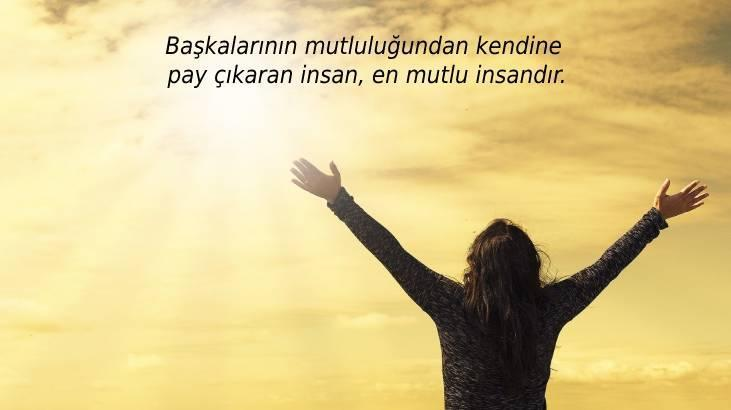 Başkalarının mutluluğundan kendine
pay çıkaran insan, en mutlu insandır.